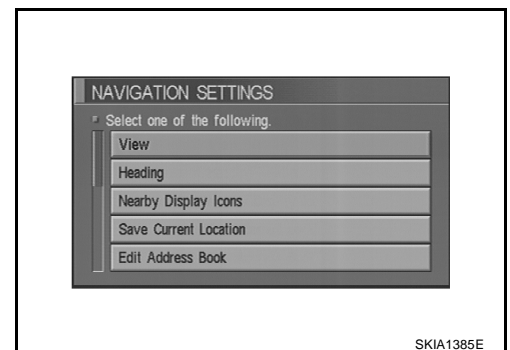 NAVIGATION SETTINGS
Select one of the following.
View
Heading
Nearby Display Icons
Save Current Location
Edit Address Book
SKIA1385E